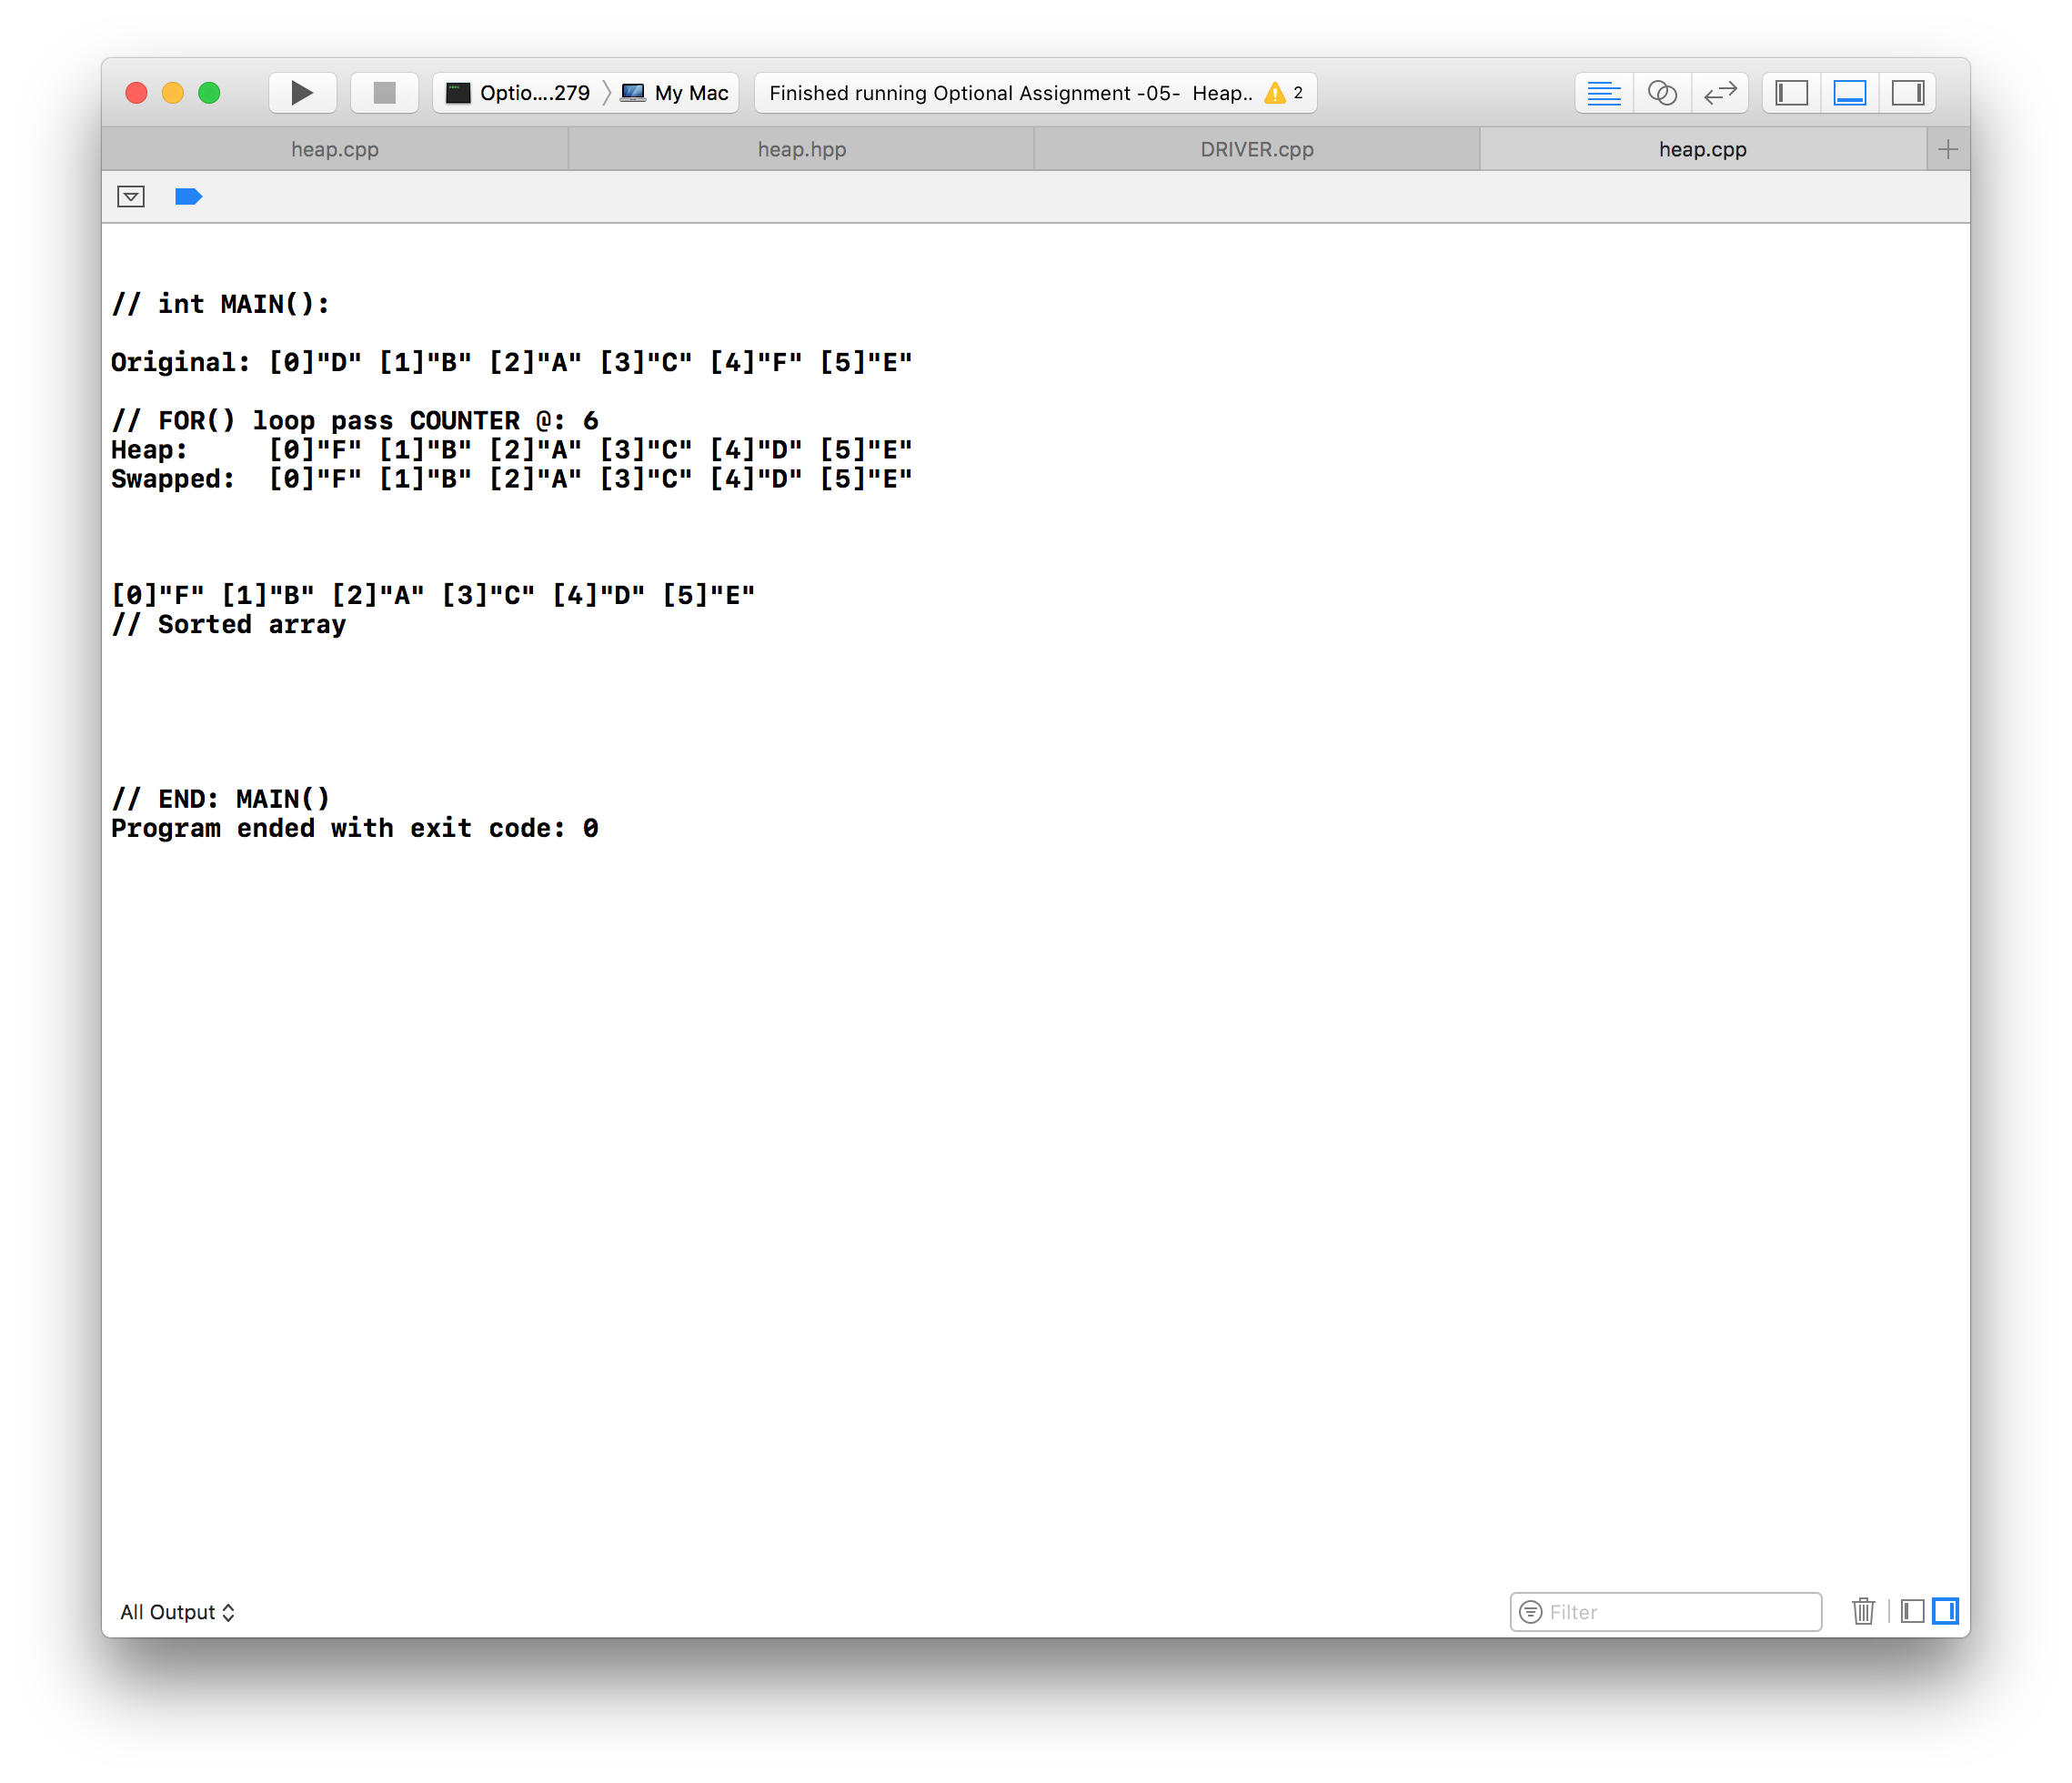 Optio....279 My Mac Finished running Optional Assignment -05- Heap.. 2
heap.cpp heap.hpp DRIVER.cpp heap.cpp
// int MAIN():
Original: [0]"D" [1]"B" [2]"A" [3]"C" [4]"F" [5]"E"
// FOR() loop pass COUNTER @: 6
Heap:     [0]"F" [1]"B" [2]"A" [3]"C" [4]"D" [5]"E"
Swapped:  [0]"F" [1]"B" [2]"A" [3]"C" [4]"D" [5]"E"
[0]"F" [1]"B" [2]"A" [3]"C" [4]"D" [5]"E"
// Sorted array
// END: MAIN()
Program ended with exit code: 0
All Output Filter